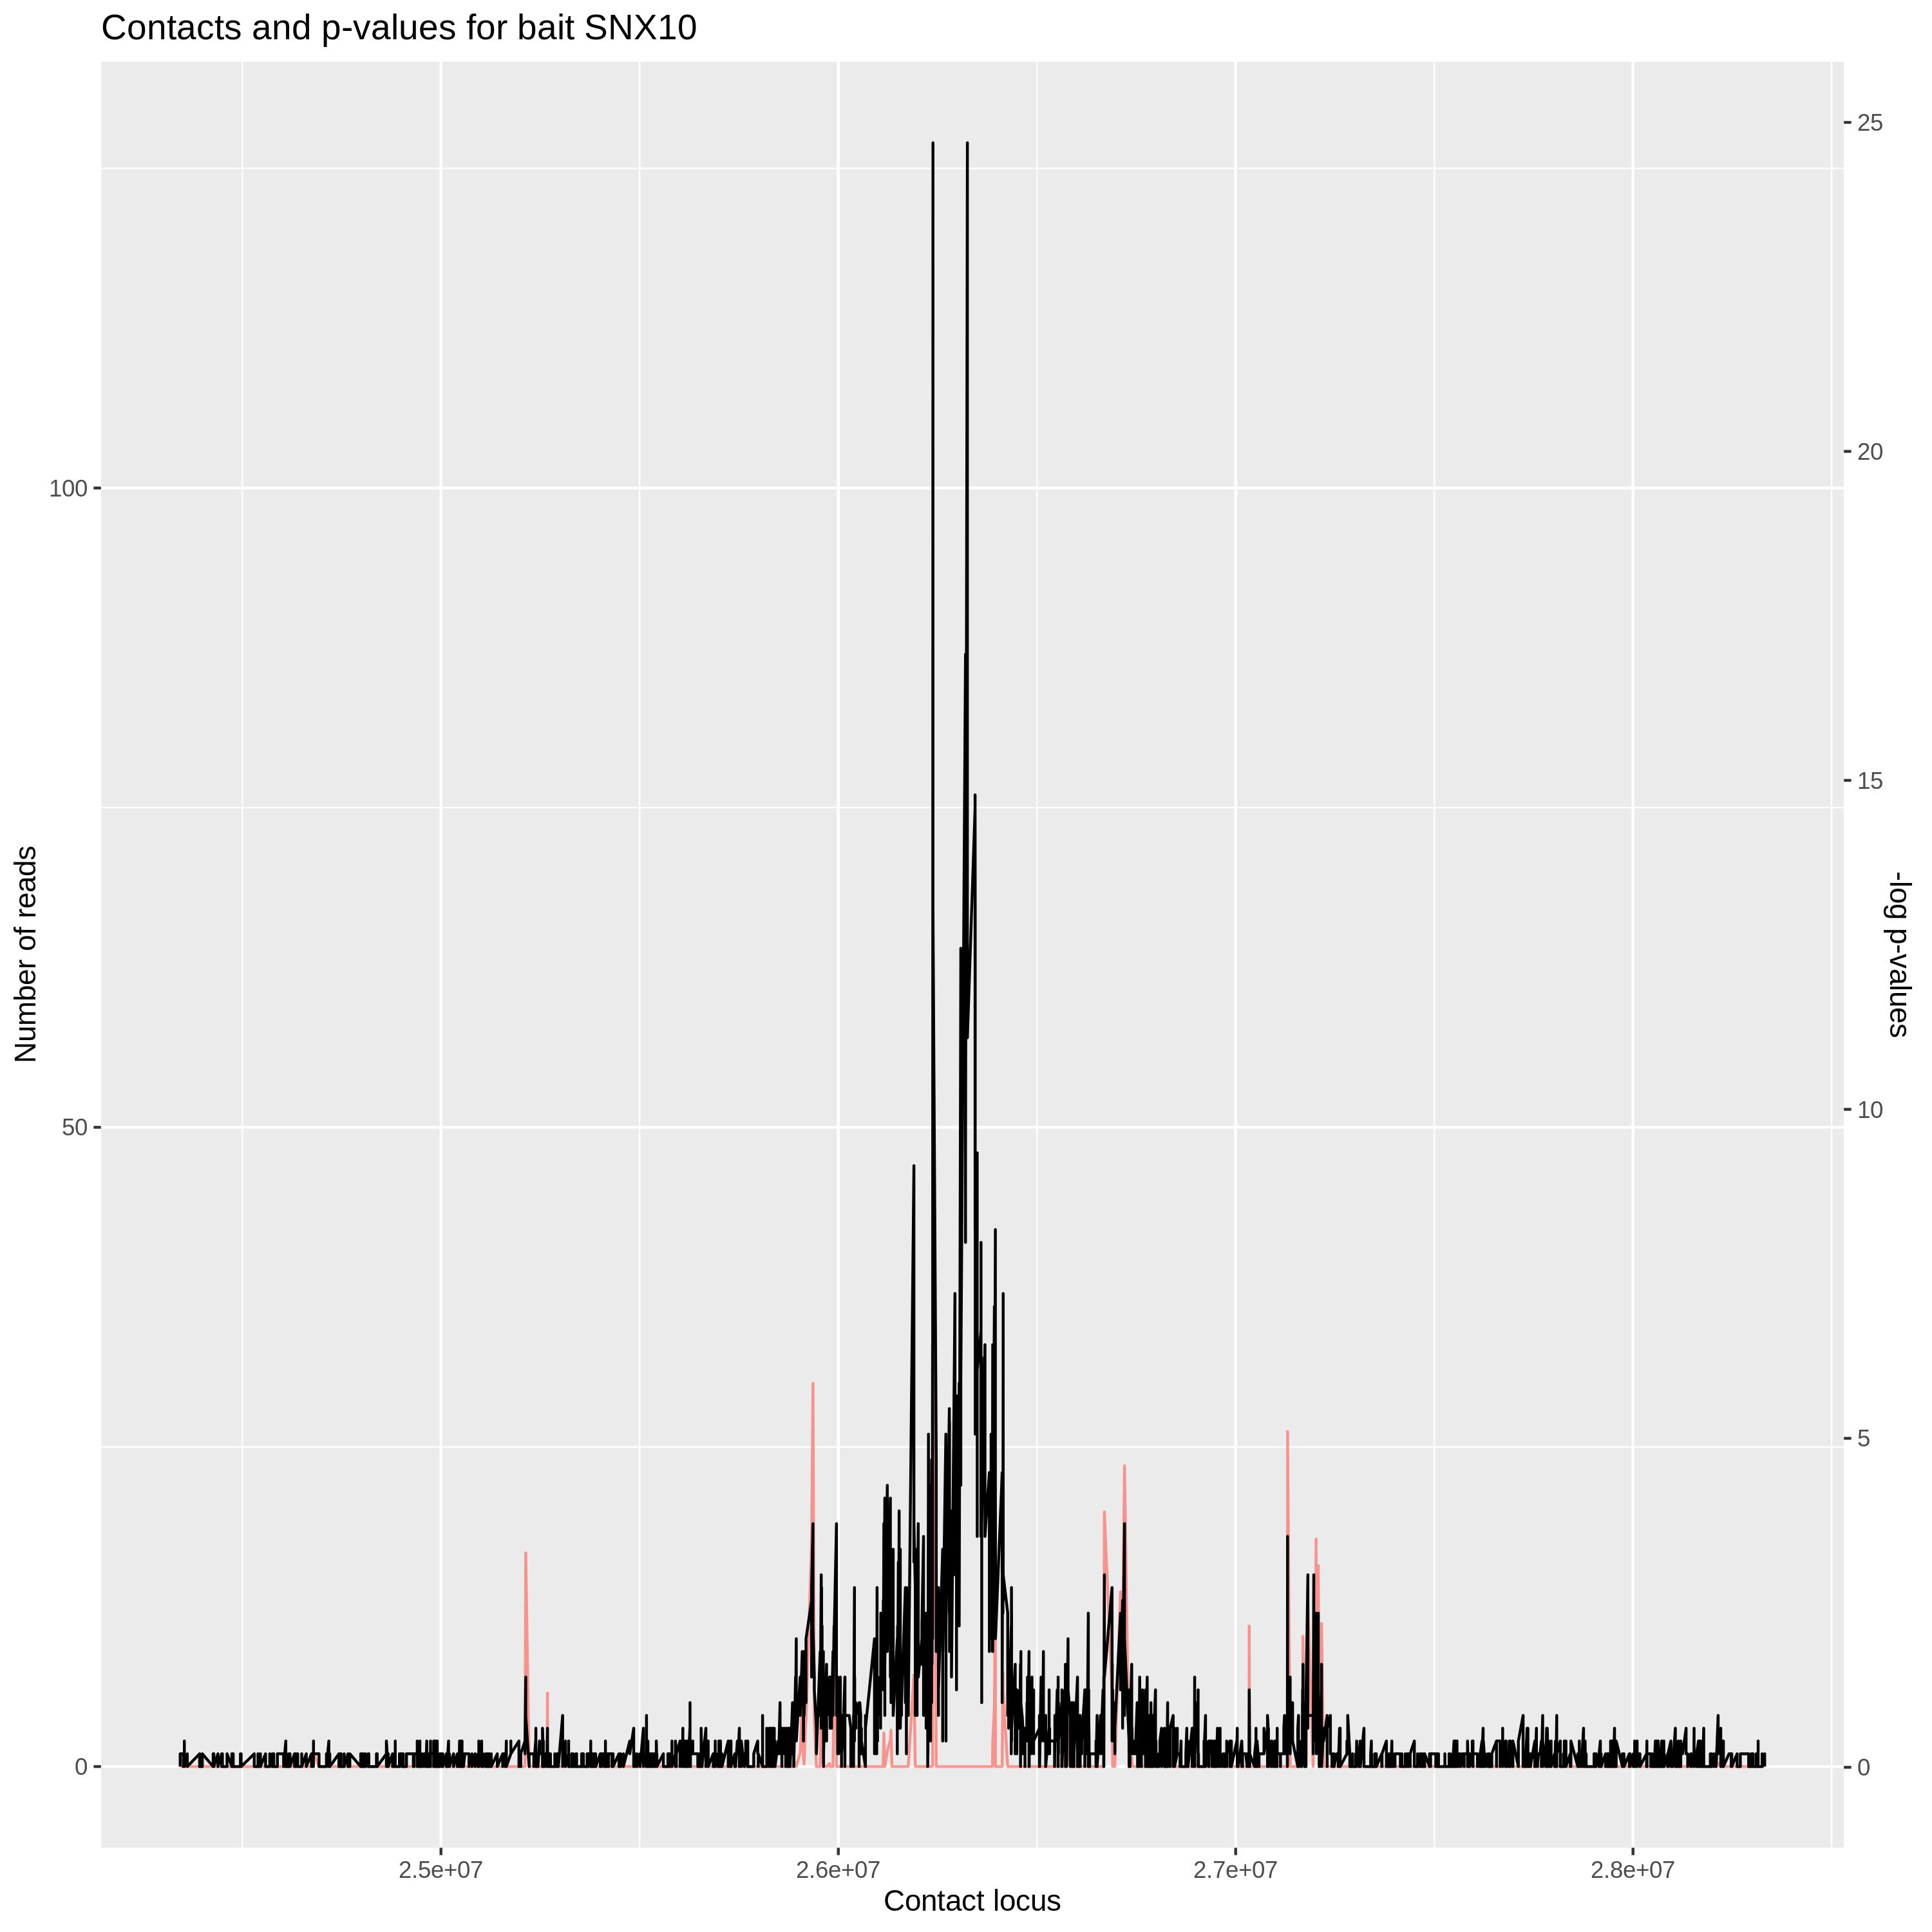 Contacts and p-values for bait SNX10
Number of reads
100
50
0
25
20
15
10
5
0
-log p-values
2.5e+07 2.6e+07 2.7e+07 2.8e+07
Contact locus